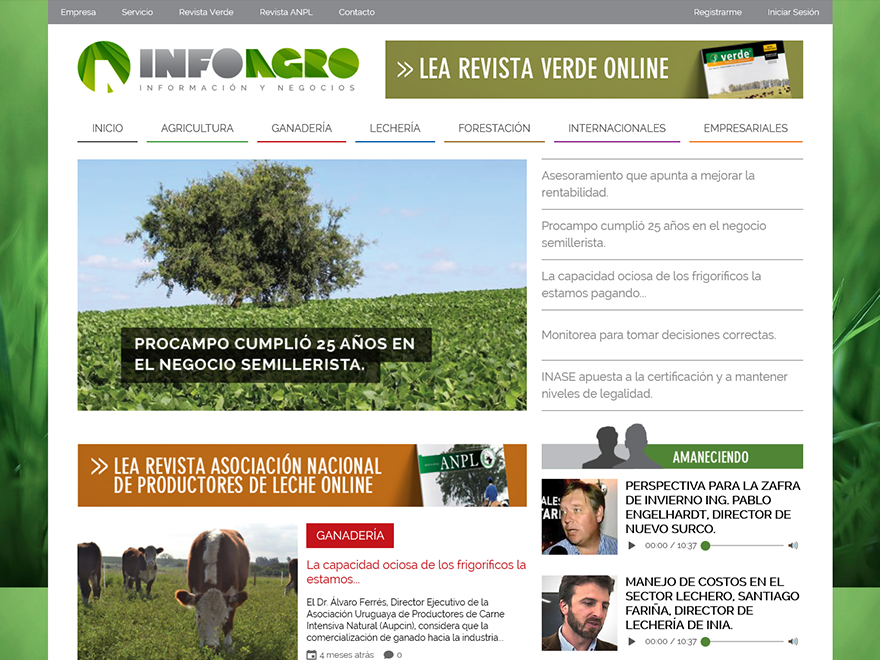 Empresa Servicio Revista Verde Revista ANPL Contacto Registrarme Iniciar Sesión
INFOAGRO
INFORMACIÓN Y NEGOCIOS
LEA REVISTA VERDE ONLINE
verde
INICIO AGRICULTURA GANADERÍA LECHERÍA FORESTACIÓN INTERNACIONALES EMPRESARIALES
PROCAMPO CUMPLIÓ 25 AÑOS EN
EL NEGOCIO SEMILLERISTA.
Asesoramiento que apunta a mejorar la
rentabilidad.
Procampo cumplió 25 años en el negocio
semillerista.
La capacidad ociosa de los frigoríficos la
estamos pagando...
Monitorea para tomar decisiones correctas.
INASE apuesta a la certificación y a mantener
niveles de legalidad.
LEA REVISTA ASOCIACIÓN NACIONAL
DE PRODUCTORES DE LECHE ONLINE
ANPL
AMANECIENDO
PERSPECTIVA PARA LA ZAFRA
DE INVIERNO ING. PABLO
ENGELHARDT, DIRECTOR DE
NUEVO SURCO.
00:00 / 10:37
MANEJO DE COSTOS EN EL
SECTOR LECHERO, SANTIAGO
FARIÑA, DIRECTOR DE
LECHERÍA DE INIA.
00:00 / 10:37
GANADERÍA
La capacidad ociosa de los frigoríficos la
estamos...
El Dr. Álvaro Ferrés, Director Ejecutivo de la
Asociación Uruguaya de Productores de Carne
Intensiva Natural (Aupcin), considera que la
comercialización de ganado hacia la industria...
4 meses atrás 0